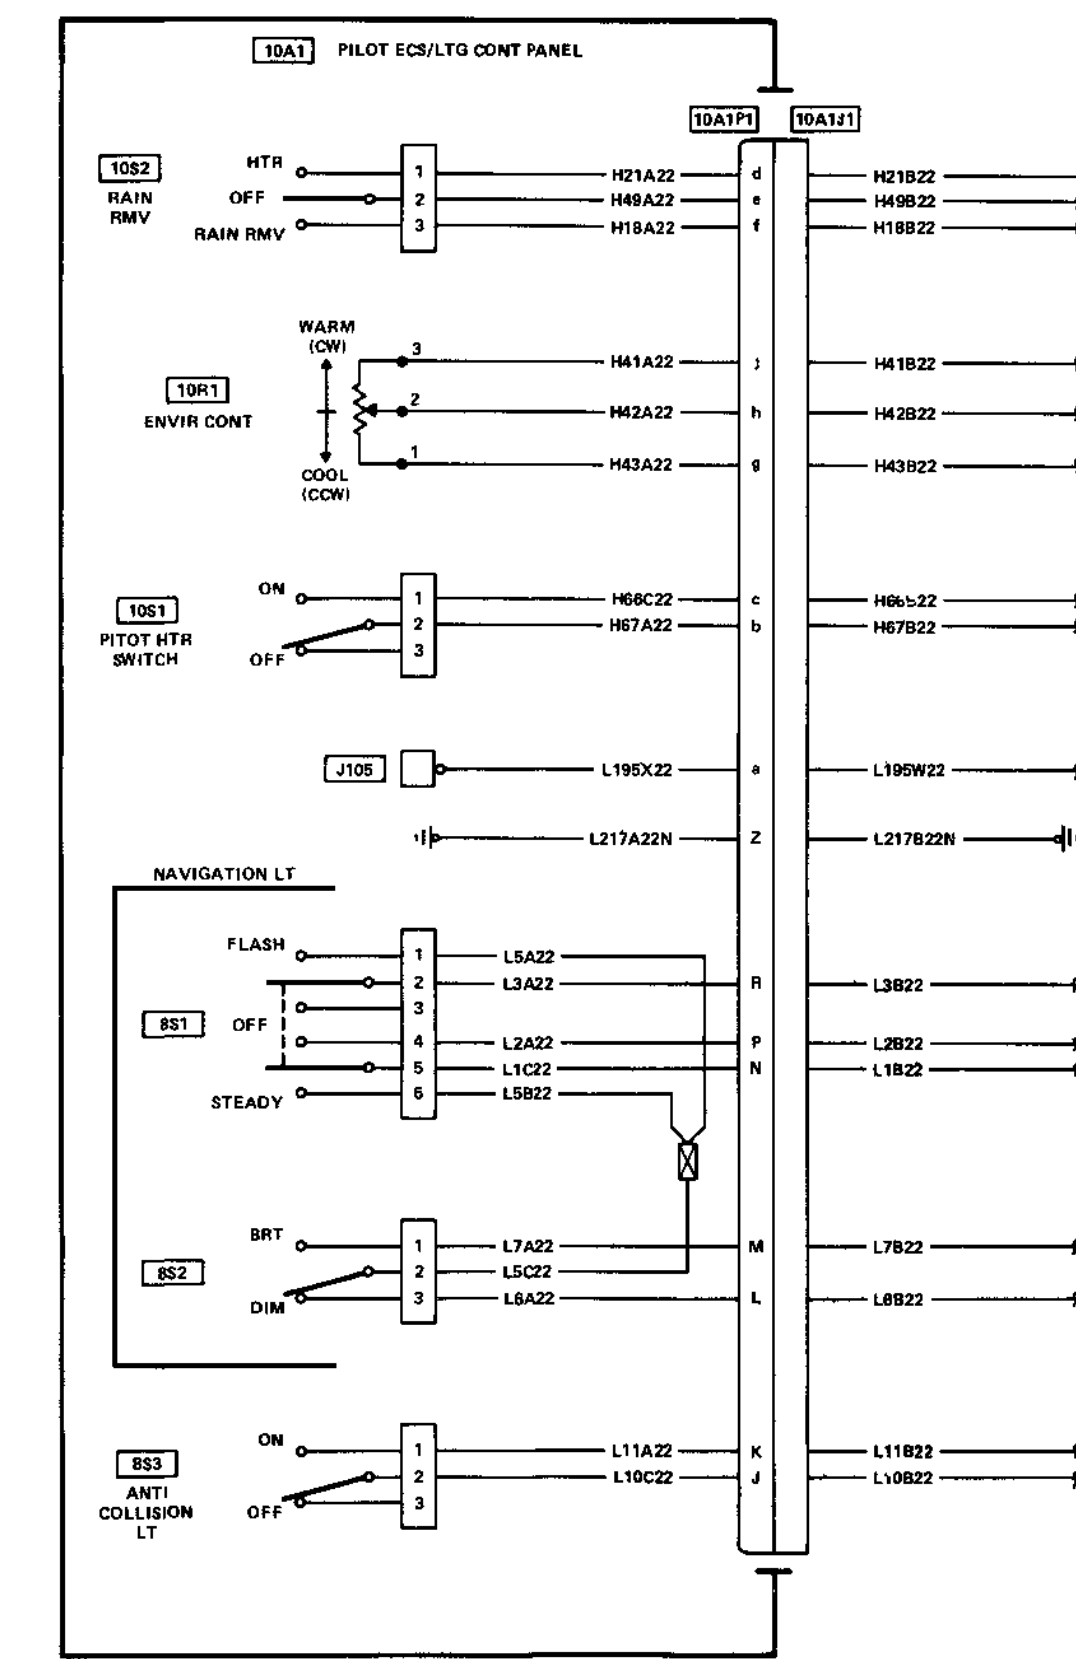 10A1 PILOT ECS/LTG CONT PANEL
10A1P1 10A1J1
10S2
RAIN
RMV
HTR 1 H21A22 d H21B22
OFF 2 H49A22 e H49B22
RAIN RMV 3 H18A22 f H18B22
WARM
(CW)
3 H41A22 H41B22
10R1
ENVIR CONT
2 H42A22 h H42B22
1 H43A22 g H43B22
COOL
(CCW)
10S1
PITOT HTR
SWITCH
ON 1 H66C22 c
2 H67A22 b H67B22
OFF 3
J105 L195X22 a L195W22
L217A22N Z L217B22N
NAVIGATION LT
FLASH 1 L5A22
2 L3A22 R L3B22
8S1 OFF 3
4 L2A22 P L2B22
5 L1C22 N L1B22
STEADY 6 L5B22
BRT 1 L7A22 M L7B22
8S2 2 L5C22
DIM 3 L6A22 L L6B22
8S3
ANTI
COLLISION
LT
ON 1 L11A22 K L11B22
2 L10C22 J L10B22
OFF 3